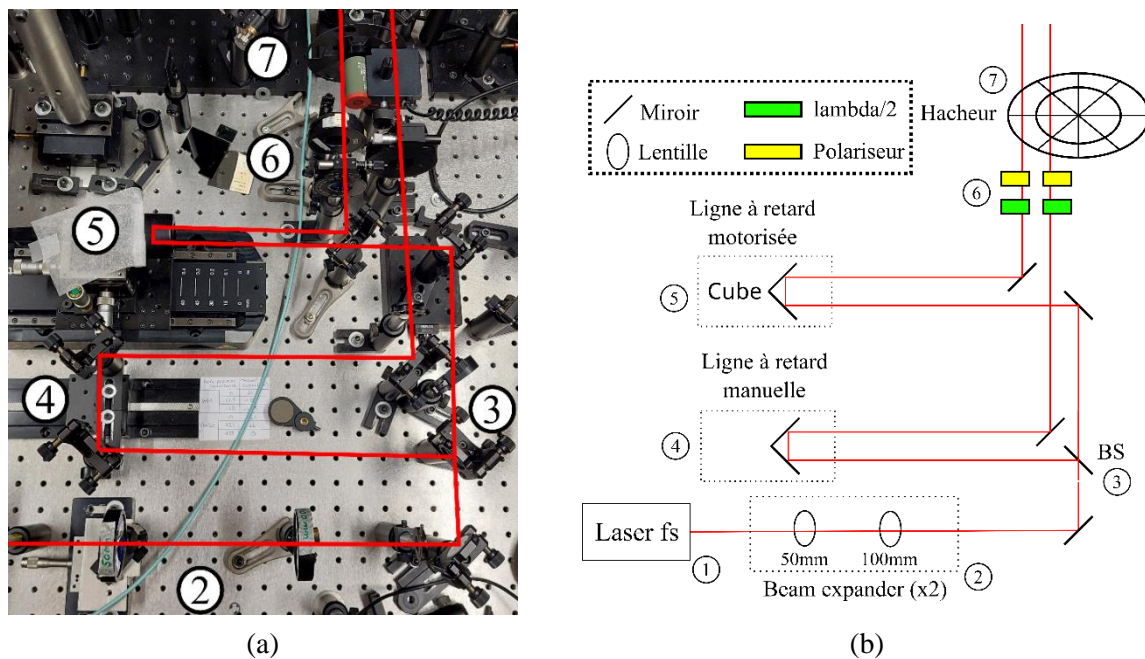 7
6
5
4
3
2
(a)
Miroir
lambda/2
Lentille
Polariseur
7
Hacheur
6
Ligne à retard
motorisée
5
Cube
Ligne à retard
manuelle
4
BS
3
Laser fs
1
50mm
100mm
2
Beam expander (x2)
(b)